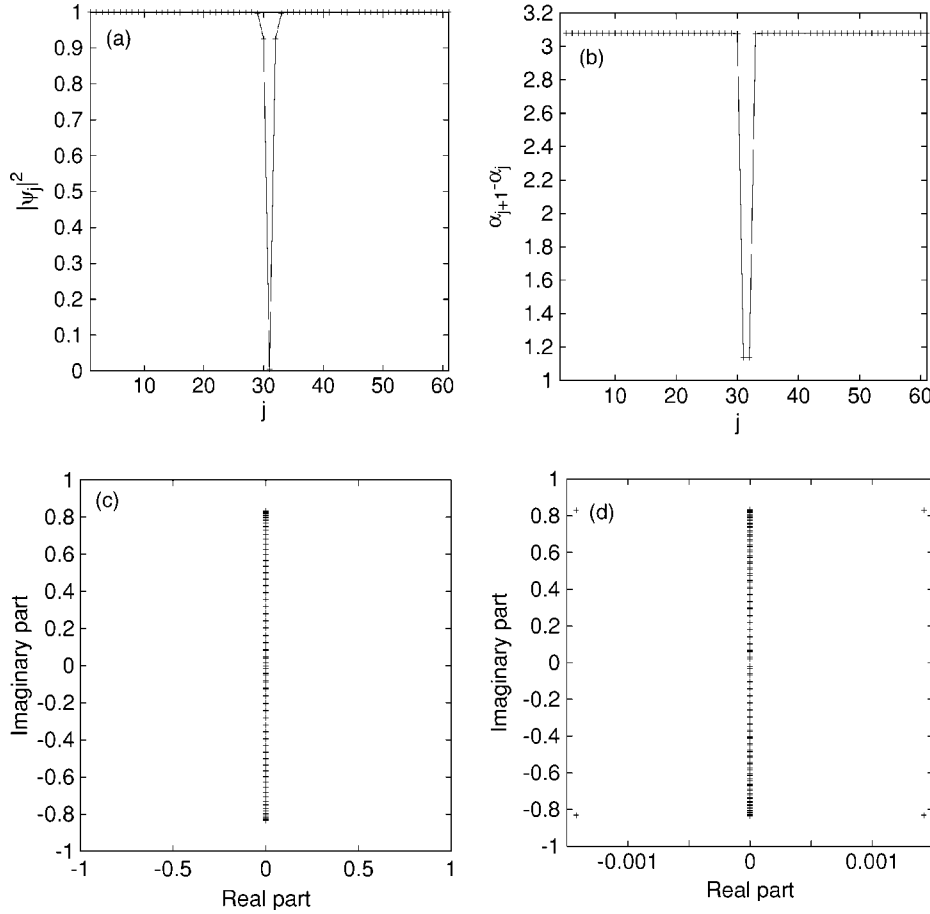 (a)
1
0.9
0.8
0.7
0.6
0.5
0.4
0.3
0.2
0.1
0
|ψj|²
10 20 30 40 50 60
j
(b)
3.2
3
2.8
2.6
2.4
2.2
2
1.8
1.6
1.4
1.2
1
αj+1-αj
10 20 30 40 50 60
j
(c)
1
0.8
0.6
0.4
0.2
0
-0.2
-0.4
-0.6
-0.8
-1
Imaginary part
-1 -0.5 0 0.5 1
Real part
(d)
1
0.8
0.6
0.4
0.2
0
-0.2
-0.4
-0.6
-0.8
-1
Imaginary part
-0.001 0 0.001
Real part